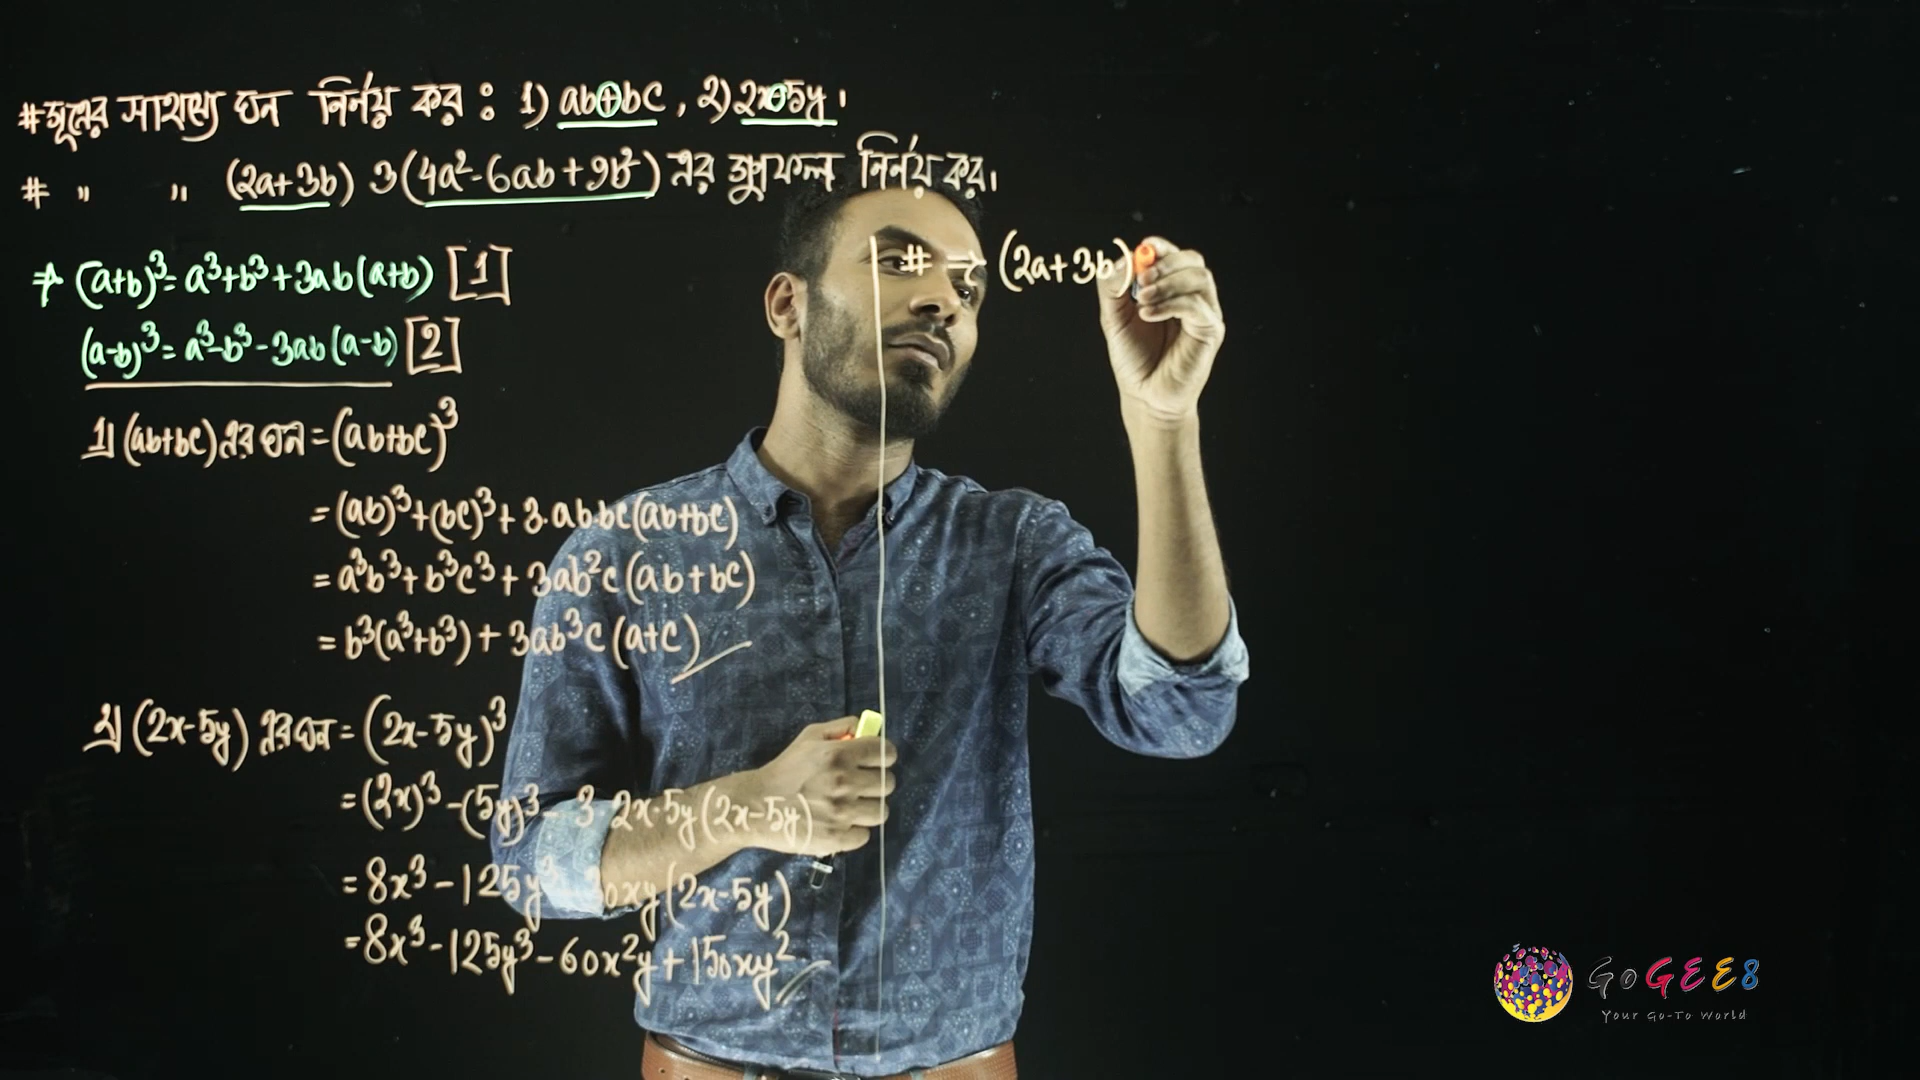 #সূত্রের সাহায্যে ঘন নির্ণয় কর : 1) ab+bc , ২) 2x-5y ।
# " " (2a+3b) ও (4a²-6ab+9b²) এর গুণফল নির্ণয় কর।
⇒ (a+b)³ = a³+b³+3ab(a+b) [1]
(a-b)³ = a³-b³-3ab(a-b) [2]
1) (ab+bc) এর ঘন = (ab+bc)³
= (ab)³+(bc)³+3.ab.bc(ab+bc)
= a³b³+b³c³+3ab²c(ab+bc)
= b³(a³+b³)+3ab³c(a+c)
২) (2x-5y) এর ঘন = (2x-5y)³
= (2x)³-(5y)³-3.2x.5y(2x-5y)
= 8x³-125y³-30xy(2x-5y)
= 8x³-125y³-60x²y+150xy²
# ⇒ (2a+3b)
GoGEE8
Your Go-To World